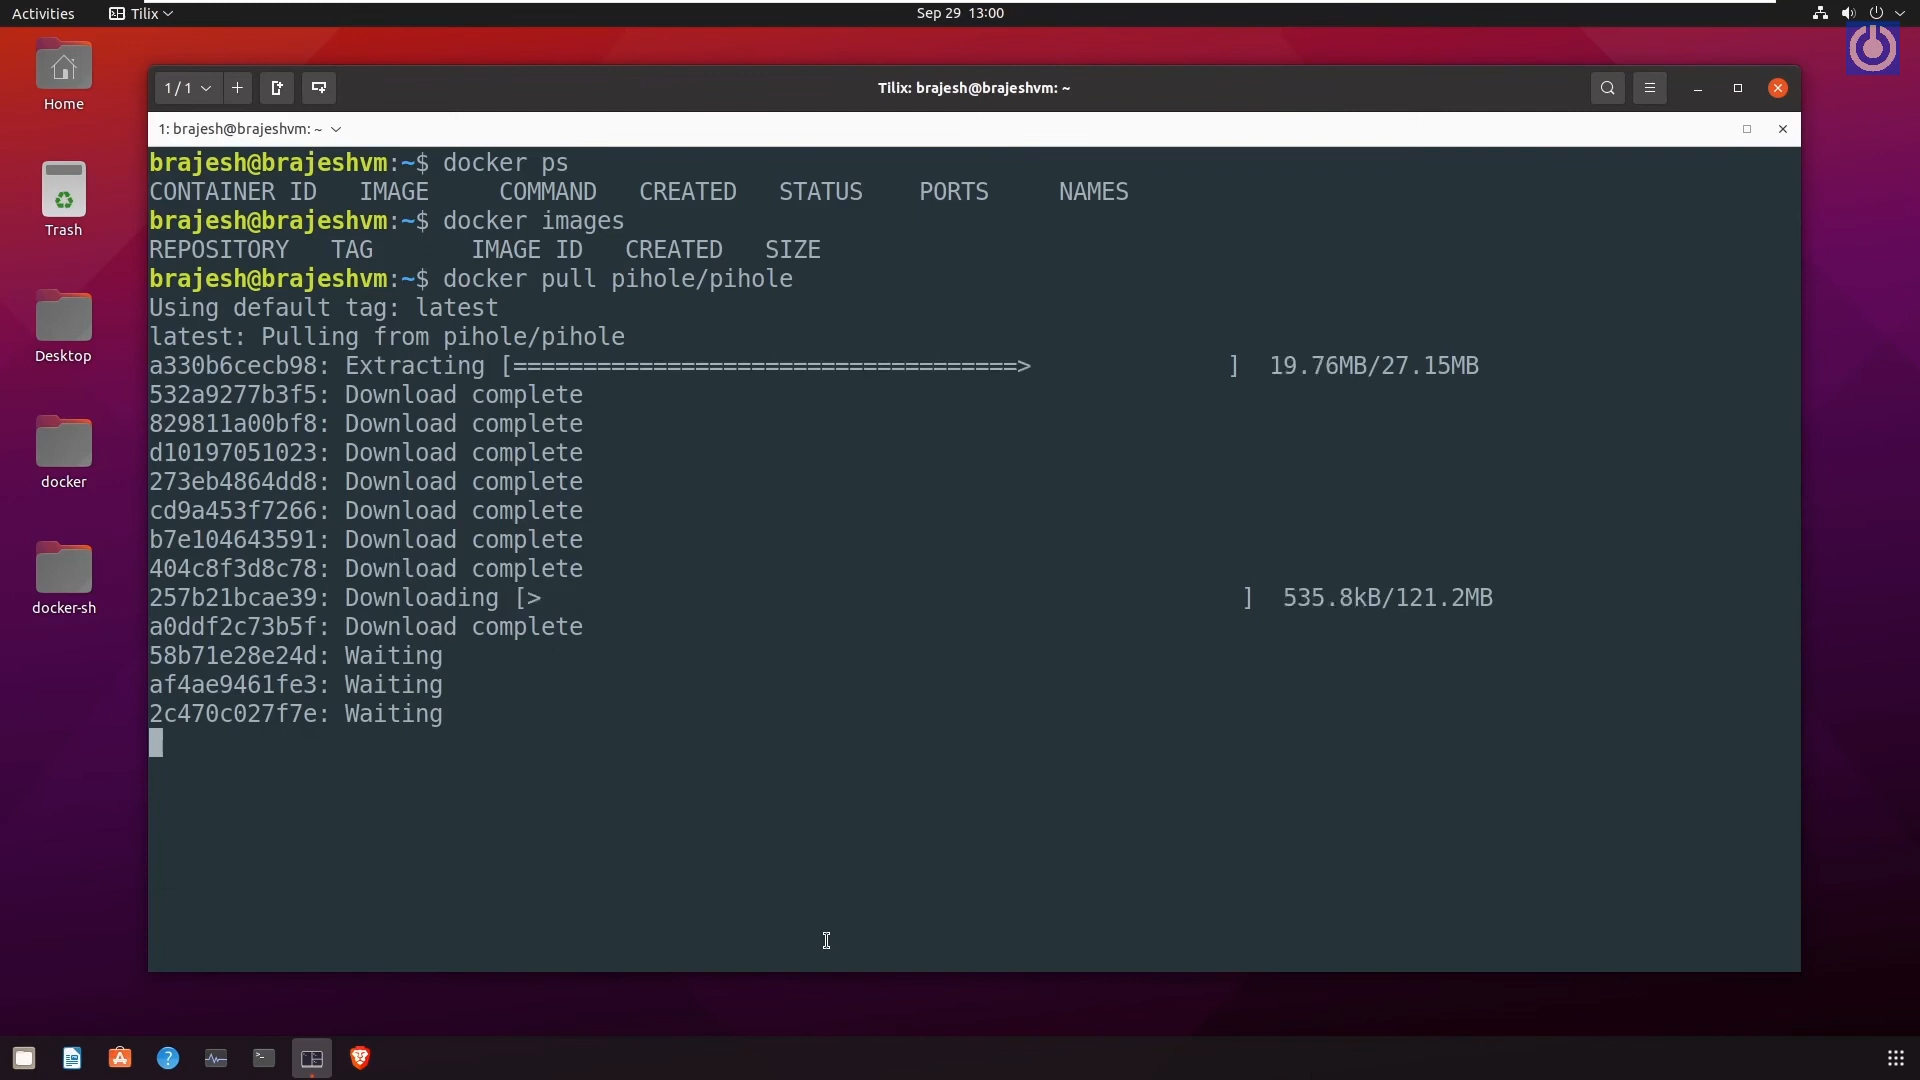 Activities Tilix Sep 29 13:00
1 / 1 Tilix: brajesh@brajeshvm: ~
1: brajesh@brajeshvm: ~
Home
Trash
Desktop
docker
docker-sh
brajesh@brajeshvm:~$ docker ps
CONTAINER ID IMAGE COMMAND CREATED STATUS PORTS NAMES
brajesh@brajeshvm:~$ docker images
REPOSITORY TAG IMAGE ID CREATED SIZE
brajesh@brajeshvm:~$ docker pull pihole/pihole
Using default tag: latest
latest: Pulling from pihole/pihole
a330b6cecb98: Extracting [====================================> ] 19.76MB/27.15MB
532a9277b3f5: Download complete
829811a00bf8: Download complete
d10197051023: Download complete
273eb4864dd8: Download complete
cd9a453f7266: Download complete
b7e104643591: Download complete
404c8f3d8c78: Download complete
257b21bcae39: Downloading [> ] 535.8kB/121.2MB
a0ddf2c73b5f: Download complete
58b71e28e24d: Waiting
af4ae9461fe3: Waiting
2c470c027f7e: Waiting